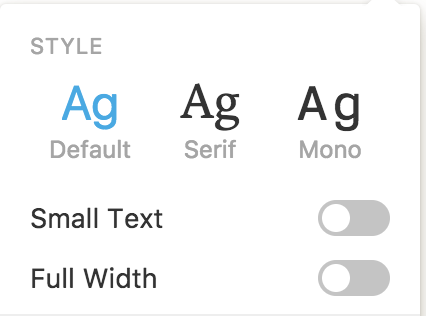 STYLE
Ag Ag Ag
Default Serif Mono
Small Text
Full Width